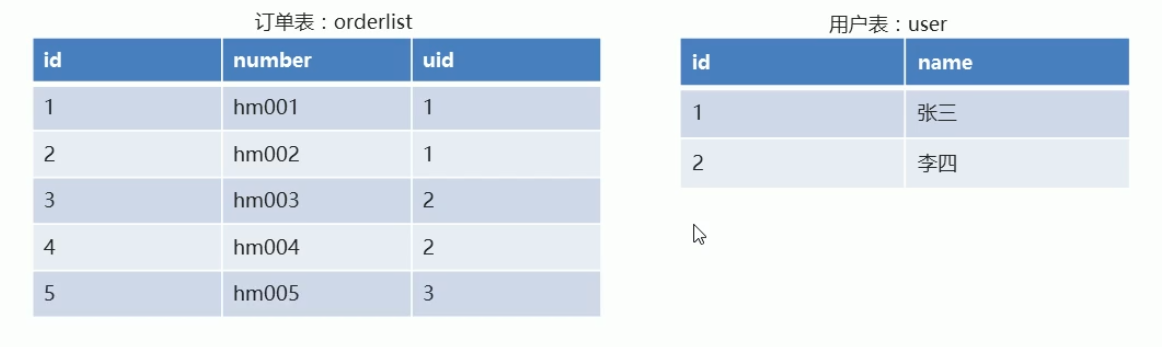 订单表：orderlist
id number uid
1 hm001 1
2 hm002 1
3 hm003 2
4 hm004 2
5 hm005 3
用户表：user
id name
1 张三
2 李四